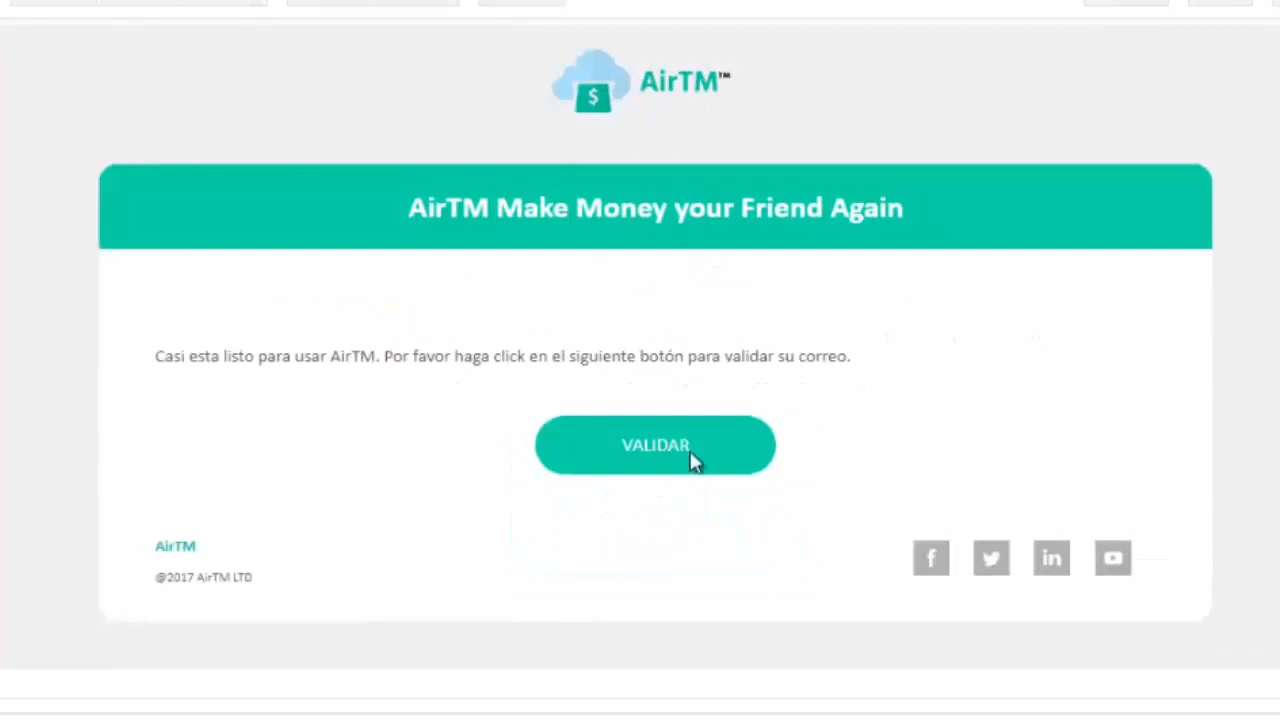 AirTM™
AirTM Make Money your Friend Again
Casi esta listo para usar AirTM. Por favor haga click en el siguiente botón para validar su correo.
VALIDAR
AirTM
@2017 AirTM LTD